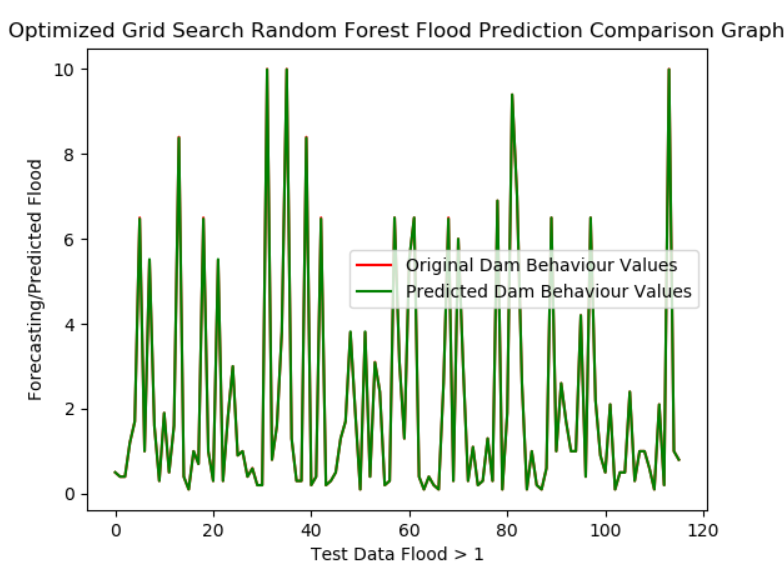 Optimized Grid Search Random Forest Flood Prediction Comparison Graph
10
8
6
4
2
0
Forecasting/Predicted Flood
Original Dam Behaviour Values
Predicted Dam Behaviour Values
0 20 40 60 80 100 120
Test Data Flood > 1